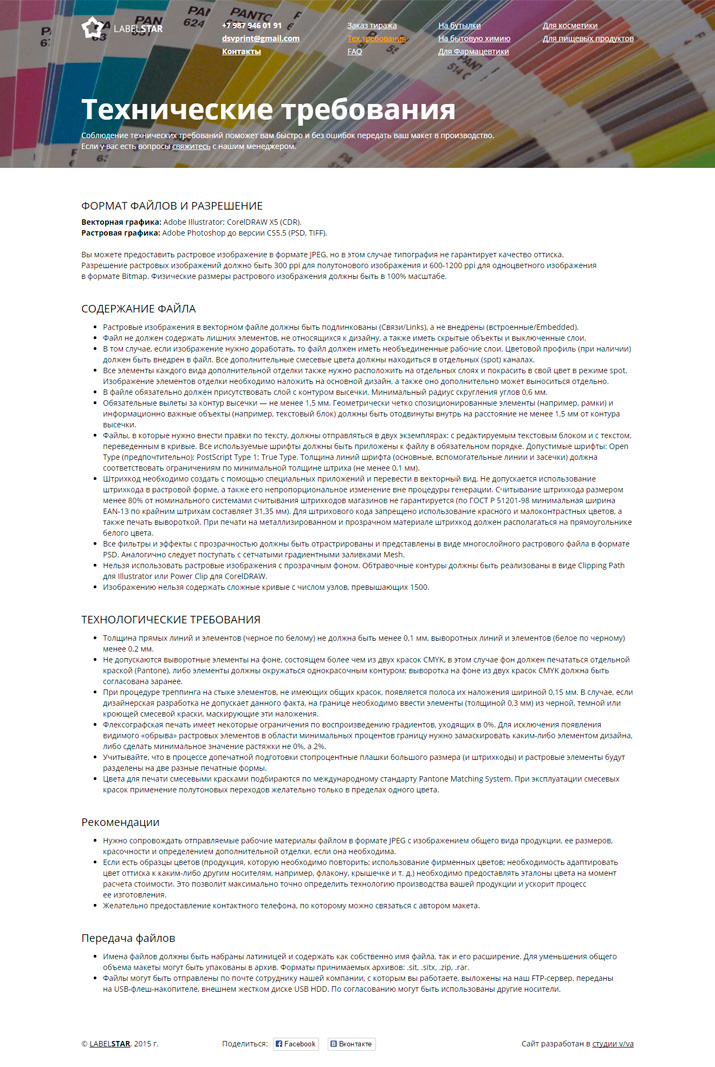 LABELSTAR
+7 987 946 01 91
dsvprint@gmail.com
Контакты
Заказ тиража
Тех.требования
FAQ
На бутылки
На бытовую химию
Для Фармацевтики
Для косметики
Для пищевых продуктов
Технические требования
Соблюдение технических требований поможет вам быстро и без ошибок передать ваш макет в производство.
Если у вас есть вопросы свяжитесь с нашим менеджером.
ФОРМАТ ФАЙЛОВ И РАЗРЕШЕНИЕ
Векторная графика: Adobe Illustrator; CorelDRAW X5 (CDR).
Растровая графика: Adobe Photoshop до версии CS5.5 (PSD, TIFF).
Вы можете предоставить растровое изображение в формате JPEG, но в этом случае типография не гарантирует качество оттиска.
Разрешение растровых изображений должно быть 300 ppi для полутонового изображения и 600-1200 ppi для одноцветного изображения
в формате Bitmap. Физические размеры растрового изображения должны быть в 100% масштабе.
СОДЕРЖАНИЕ ФАЙЛА
• Растровые изображения в векторном файле должны быть подлинкованы (Связи/Links), а не внедрены (встроенные/Embedded).
• Файл не должен содержать лишних элементов, не относящихся к дизайну, а также иметь скрытые объекты и выключенные слои.
• В том случае, если изображение нужно доработать, то файл должен иметь необъединенные рабочие слои. Цветовой профиль (при наличии)
должен быть внедрен в файл. Все дополнительные смесевые цвета должны находиться в отдельных (spot) каналах.
• Все элементы каждого вида дополнительной отделки также нужно расположить на отдельных слоях и покрасить в свой цвет в режиме spot.
Изображение элементов отделки необходимо наложить на основной дизайн, а также оно дополнительно может выноситься отдельно.
• В файле обязательно должен присутствовать слой с контуром высечки. Минимальный радиус скругления углов 0,6 мм.
• Обязательные вылеты за контур высечки — не менее 1,5 мм. Геометрически четко спозиционированные элементы (например, рамки) и
информационно важные объекты (например, текстовый блок) должны быть отодвинуты внутрь на расстояние не менее 1,5 мм от контура
высечки.
• Файлы, в которые нужно внести правки по тексту, должны отправляться в двух экземплярах: с редактируемым текстовым блоком и с текстом,
переведенным в кривые. Все используемые шрифты должны быть приложены к файлу в обязательном порядке. Допустимые шрифты: Open
Type (предпочтительно); PostScript Type 1; True Type. Толщина линий шрифта (основные, вспомогательные линии и засечки) должна
соответствовать ограничениям по минимальной толщине штриха (не менее 0,1 мм).
• Штрихкод необходимо создать с помощью специальных приложений и перевести в векторный вид. Не допускается использование
штрихкода в растровой форме, а также его непропорциональное изменение вне процедуры генерации. Считывание штрихкода размером
менее 80% от номинального системами считывания штрихкодов магазинов не гарантируется (по ГОСТ Р 51201-98 минимальная ширина
EAN-13 по крайним штрихам составляет 31,35 мм). Для штрихового кода запрещено использование красного и малоконтрастных цветов, а
также печать вывороткой. При печати на металлизированном и прозрачном материале штрихкод должен располагаться на прямоугольнике
белого цвета.
• Все фильтры и эффекты с прозрачностью должны быть отрастрированы и представлены в виде многослойного растрового файла в формате
PSD. Аналогично следует поступать с сетчатыми градиентными заливками Mesh.
• Нельзя использовать растровые изображения с прозрачным фоном. Обтравочные контуры должны быть реализованы в виде Clipping Path
для Illustrator или Power Clip для CorelDRAW.
• Изображению нельзя содержать сложные кривые с числом узлов, превышающих 1500.
ТЕХНОЛОГИЧЕСКИЕ ТРЕБОВАНИЯ
• Толщина прямых линий и элементов (черное по белому) не должна быть менее 0,1 мм, выворотных линий и элементов (белое по черному)
менее 0,2 мм.
• Не допускаются выворотные элементы на фоне, состоящем более чем из двух красок CMYK, в этом случае фон должен печататься отдельной
краской (Pantone), либо элементы должны окружаться однокрасочным контуром; выворотка на фоне из двух красок CMYK должна быть
согласована заранее.
• При процедуре треппинга на стыке элементов, не имеющих общих красок, появляется полоса их наложения шириной 0,15 мм. В случае, если
дизайнерская разработка не допускает данного факта, на границе необходимо ввести элементы (толщиной 0,3 мм) из черной, темной или
кроющей смесевой краски, маскирующие эти наложения.
• Флексографская печать имеет некоторые ограничения по воспроизведению градиентов, уходящих в 0%. Для исключения появления
видимого «обрыва» растровых элементов в области минимальных процентов границу нужно замаскировать каким-либо элементом дизайна,
либо сделать минимальное значение растяжки не 0%, а 2%.
• Учитывайте, что в процессе допечатной подготовки стопроцентные плашки большого размера (и штрихкоды) и растровые элементы будут
разделены на две разные печатные формы.
• Цвета для печати смесевыми красками подбираются по международному стандарту Pantone Matching System. При эксплуатации смесевых
красок применение полутоновых переходов желательно только в пределах одного цвета.
Рекомендации
• Нужно сопровождать отправляемые рабочие материалы файлом в формате JPEG с изображением общего вида продукции, ее размеров,
красочности и определением дополнительной отделки, если она необходима.
• Если есть образцы цветов (продукция, которую необходимо повторить; использование фирменных цветов; необходимость адаптировать
цвет оттиска к каким-либо другим носителям, например, флакону, крышечке и т. д.) необходимо предоставлять эталоны цвета на момент
расчета стоимости. Это позволит максимально точно определить технологию производства вашей продукции и ускорит процесс
ее изготовления.
• Желательно предоставление контактного телефона, по которому можно связаться с автором макета.
Передача файлов
• Имена файлов должны быть набраны латиницей и содержать как собственно имя файла, так и его расширение. Для уменьшения общего
объема макеты могут быть упакованы в архив. Форматы принимаемых архивов: .sit, .sitx, .zip, .rar.
• Файлы могут быть отправлены по почте сотруднику нашей компании, с которым вы работаете, выложены на наш FTP-сервер, переданы
на USB-флеш-накопителе, внешнем жестком диске USB HDD. По согласованию могут быть использованы другие носители.
© LABELSTAR, 2015 г.
Поделиться:
Facebook
Вконтакте
Сайт разработан в студии v/va